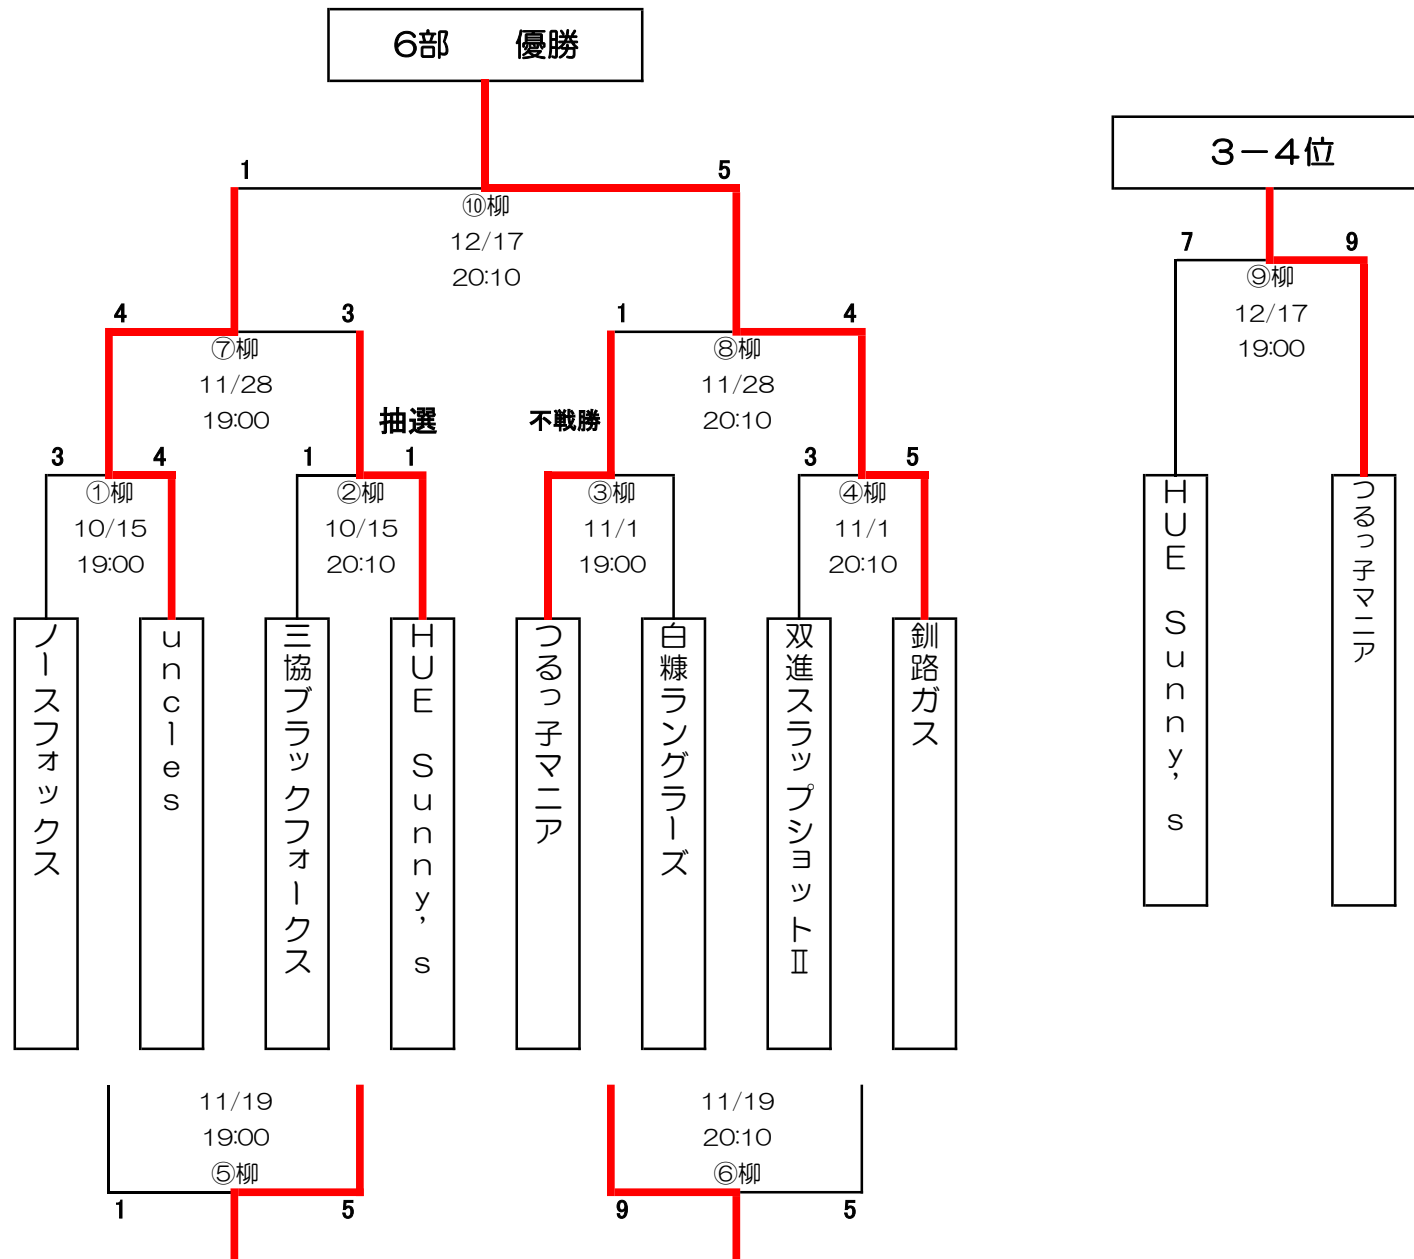 6部 優勝
3－4位
1 5
⑩柳
12/17
20:10
7 9
⑨柳
12/17
19:00
4 3
⑦柳
11/28
19:00
1 4
⑧柳
11/28
20:10
抽選
不戦勝
3 4
①柳
10/15
19:00
1 1
②柳
10/15
20:10
③柳
11/1
19:00
3 5
④柳
11/1
20:10
ノースフォックス
uncles
三協ブラックフォークス
HUE Sunny's
つるっ子マニア
白糠ラングラーズ
双進スラップショットⅡ
釧路ガス
HUE Sunny's
つるっ子マニア
11/19
19:00
⑤柳
1 5
11/19
20:10
⑥柳
9 5